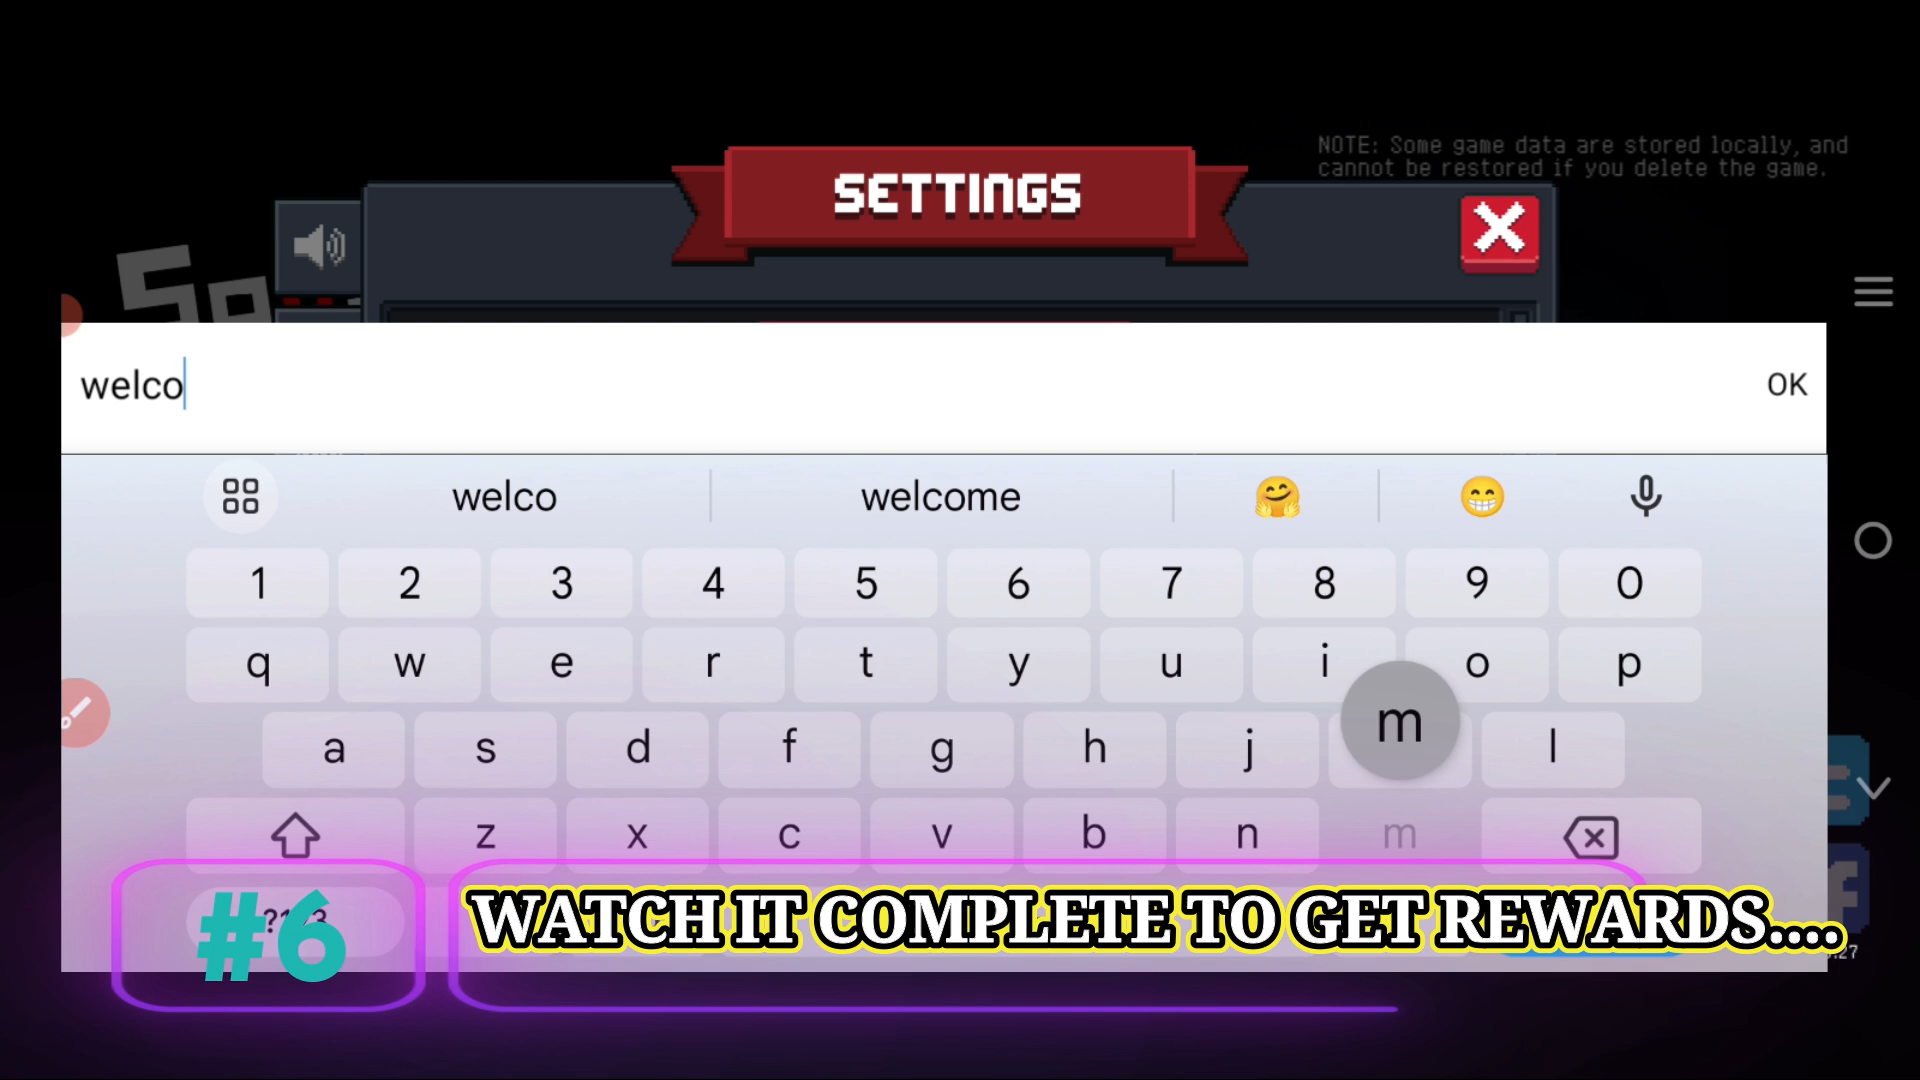 NOTE: Some game data are stored locally, and
cannot be restored if you delete the game.
SETTINGS
So
welco
OK
welco welcome
1 2 3 4 5 6 7 8 9 0
q w e r t y u i o p
a s d f g h j m l
z x c v b n m
#6 WATCH IT COMPLETE TO GET REWARDS....